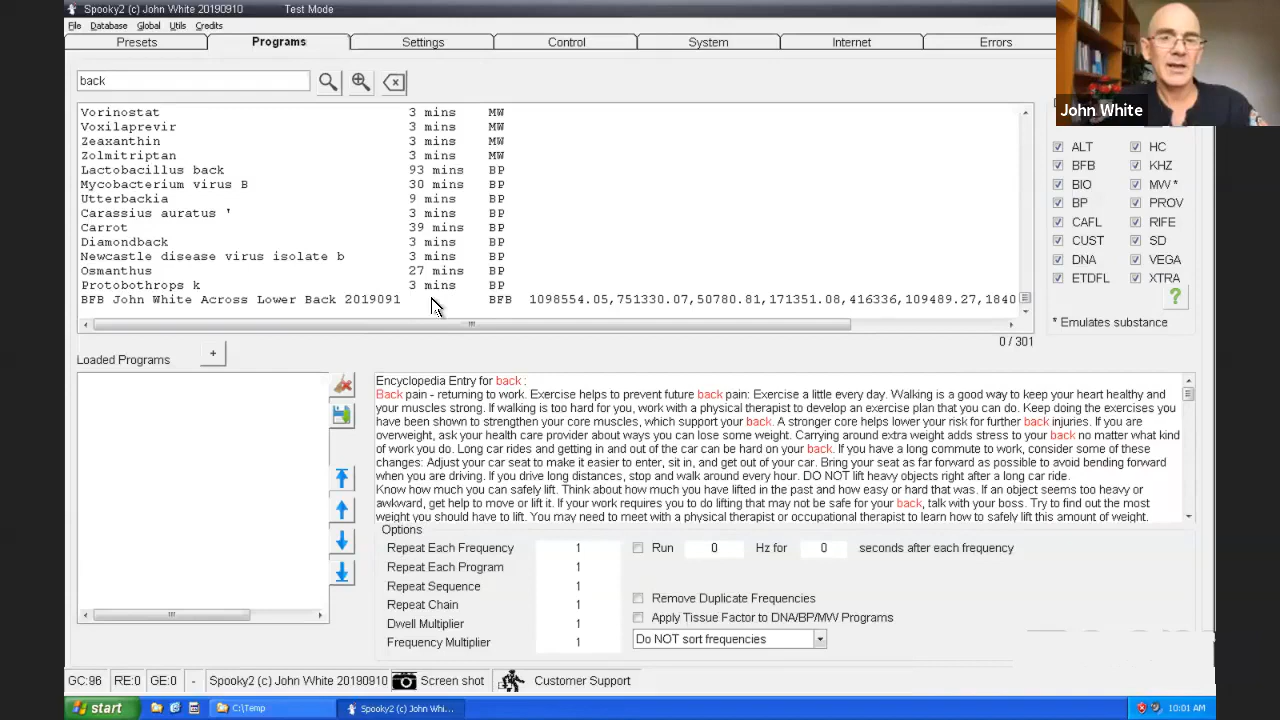 Spooky2 (c) John White 20190910 Test Mode
File Database Global Utils Credits
Presets Programs Settings Control System Internet Errors
back
John White
Vorinostat 3 mins MW
Voxilaprevir 3 mins MW
Zeaxanthin 3 mins MW
Zolmitriptan 3 mins MW
Lactobacillus back 93 mins BP
Mycobacterium virus B 30 mins BP
Utterbackia 9 mins BP
Carassius auratus ' 3 mins BP
Carrot 39 mins BP
Diamondback 3 mins BP
Newcastle disease virus isolate b 3 mins BP
Osmanthus 27 mins BP
Protobothrops k 3 mins BP
BFB John White Across Lower Back 2019091 BFB 1098554.05,751330.07,50780.81,171351.08,416336,109489.27,1840
ALT HC
BFB KHZ
BIO MW *
BP PROV
CAFL RIFE
CUST SD
DNA VEGA
ETDFL XTRA
?
* Emulates substance
0 / 301
Loaded Programs +
Encyclopedia Entry for back :
Back pain - returning to work. Exercise helps to prevent future back pain: Exercise a little every day. Walking is a good way to keep your heart healthy and
your muscles strong. If walking is too hard for you, work with a physical therapist to develop an exercise plan that you can do. Keep doing the exercises you
have been shown to strengthen your core muscles, which support your back. A stronger core helps lower your risk for further back injuries. If you are
overweight, ask your health care provider about ways you can lose some weight. Carrying around extra weight adds stress to your back no matter what kind
of work you do. Long car rides and getting in and out of the car can be hard on your back. If you have a long commute to work, consider some of these
changes: Adjust your car seat to make it easier to enter, sit in, and get out of your car. Bring your seat as far forward as possible to avoid bending forward
when you are driving. If you drive long distances, stop and walk around every hour. DO NOT lift heavy objects right after a long car ride.
Know how much you can safely lift. Think about how much you have lifted in the past and how easy or hard that was. If an object seems too heavy or
awkward, get help to move or lift it. If your work requires you to do lifting that may not be safe for your back, talk with your boss. Try to find out the most
weight you should have to lift. You may need to meet with a physical therapist or occupational therapist to learn how to safely lift this amount of weight.
Options
Repeat Each Frequency 1 Run 0 Hz for 0 seconds after each frequency
Repeat Each Program 1
Repeat Sequence 1
Repeat Chain 1 Remove Duplicate Frequencies
Dwell Multiplier 1 Apply Tissue Factor to DNA/BP/MW Programs
Frequency Multiplier 1 Do NOT sort frequencies
GC:96 RE:0 GE:0 - Spooky2 (c) John White 20190910 Screen shot Customer Support
start C:\Temp Spooky2 (c) John Whi... 10:01 AM